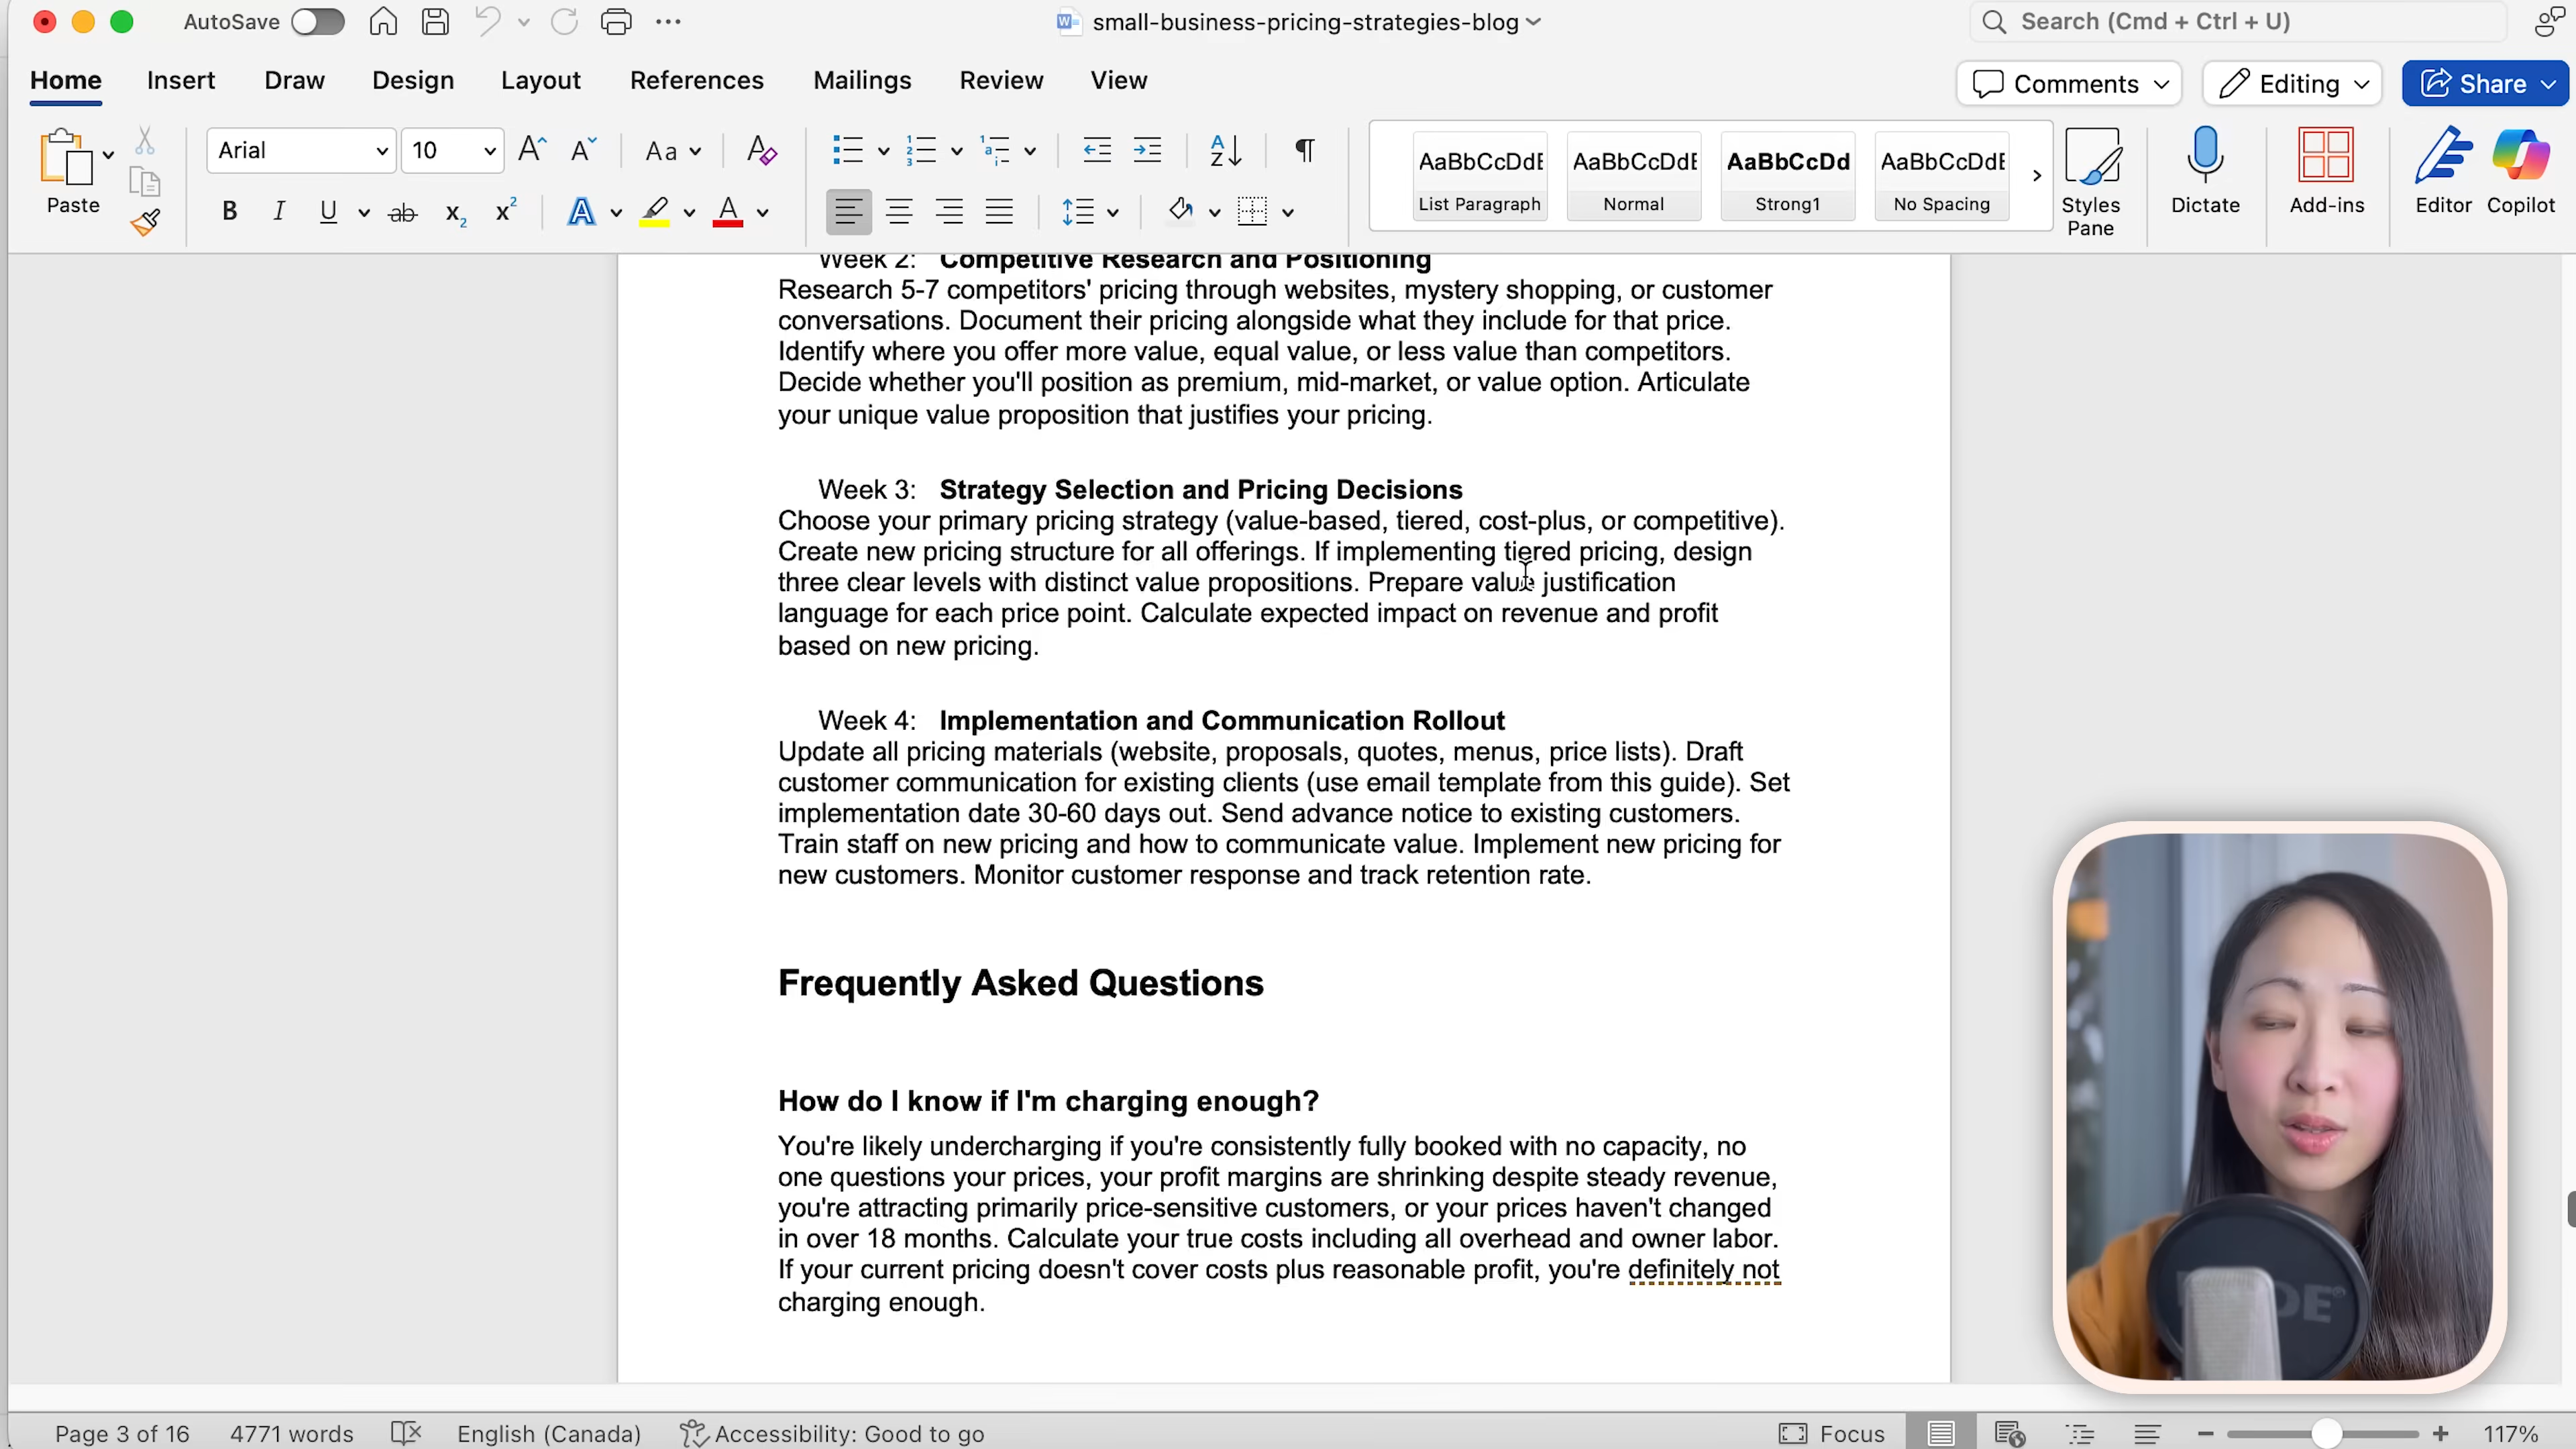 AutoSave
small-business-pricing-strategies-blog
Search (Cmd + Ctrl + U)
Home Insert Draw Design Layout References Mailings Review View
Comments Editing Share
Paste
Arial 10
Aa
B I U ab x₂ x² A A
AaBbCcDdE AaBbCcDdE AaBbCcDd AaBbCcDdE
List Paragraph Normal Strong1 No Spacing
Styles Pane
Dictate
Add-ins
Editor
Copilot
Week 2: Competitive Research and Positioning
Research 5-7 competitors' pricing through websites, mystery shopping, or customer
conversations. Document their pricing alongside what they include for that price.
Identify where you offer more value, equal value, or less value than competitors.
Decide whether you'll position as premium, mid-market, or value option. Articulate
your unique value proposition that justifies your pricing.
Week 3: Strategy Selection and Pricing Decisions
Choose your primary pricing strategy (value-based, tiered, cost-plus, or competitive).
Create new pricing structure for all offerings. If implementing tiered pricing, design
three clear levels with distinct value propositions. Prepare value justification
language for each price point. Calculate expected impact on revenue and profit
based on new pricing.
Week 4: Implementation and Communication Rollout
Update all pricing materials (website, proposals, quotes, menus, price lists). Draft
customer communication for existing clients (use email template from this guide). Set
implementation date 30-60 days out. Send advance notice to existing customers.
Train staff on new pricing and how to communicate value. Implement new pricing for
new customers. Monitor customer response and track retention rate.
Frequently Asked Questions
How do I know if I'm charging enough?
You're likely undercharging if you're consistently fully booked with no capacity, no
one questions your prices, your profit margins are shrinking despite steady revenue,
you're attracting primarily price-sensitive customers, or your prices haven't changed
in over 18 months. Calculate your true costs including all overhead and owner labor.
If your current pricing doesn't cover costs plus reasonable profit, you're definitely not
charging enough.
Page 3 of 16 4771 words English (Canada) Accessibility: Good to go Focus 117%